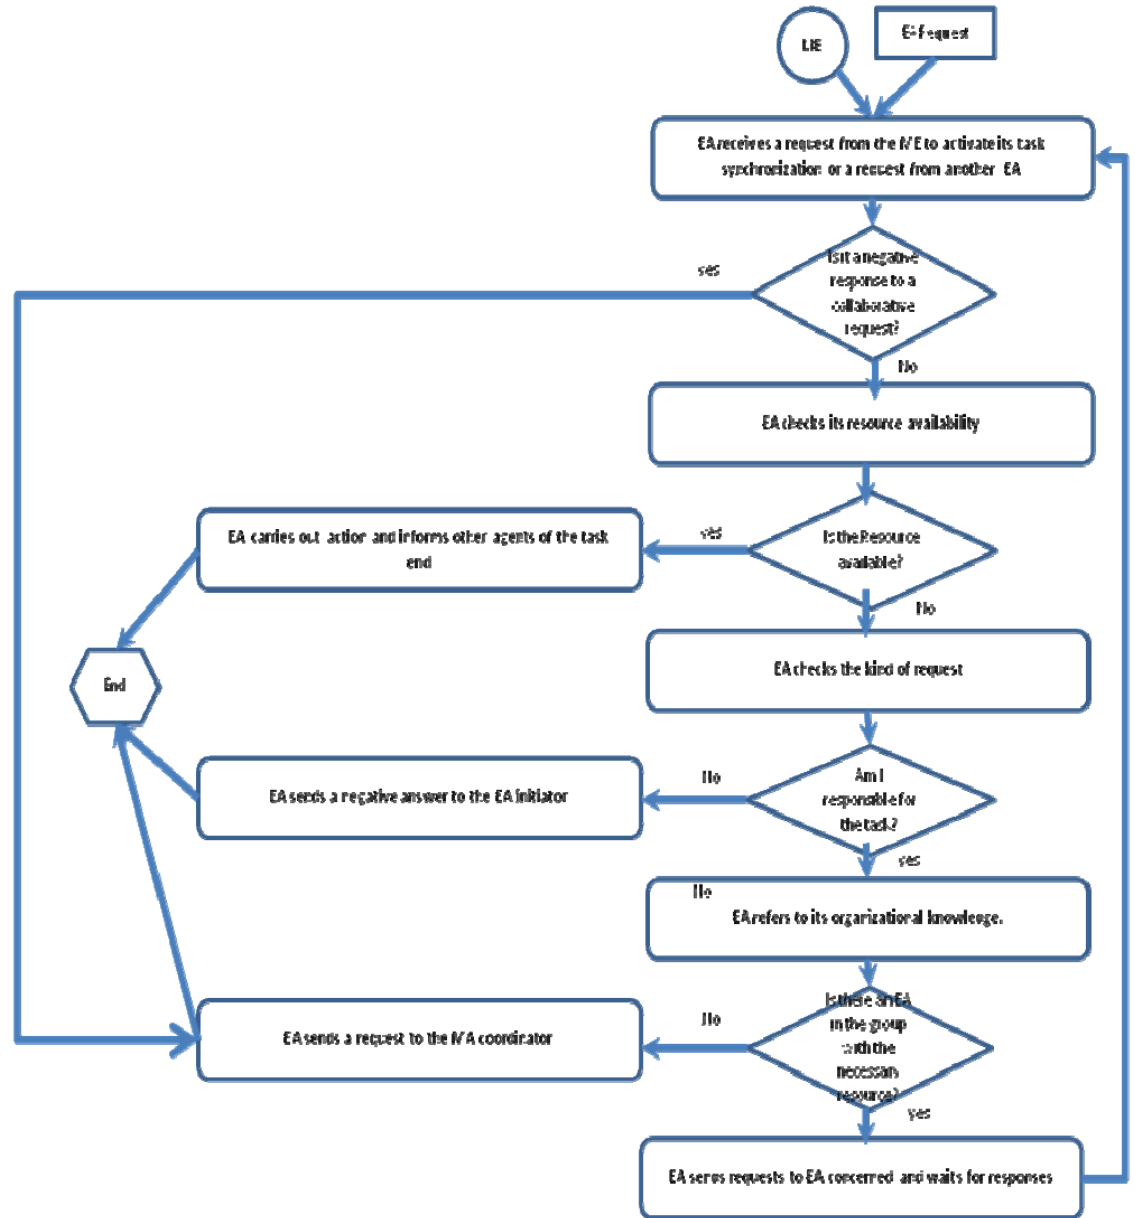 EA Request
EA receives a request from the ME to activate its task
synchronization or a request from another EA
Is it a negative
response to a
collaborative
request?
yes
No
EA checks its resource availability
Is the Resource
available?
yes
No
EA carries out action and informs other agents of the task
end
End
EA checks the kind of request
Am I
responsible for
the task?
No
yes
EA sends a negative answer to the EA initiator
No
EA refers to its organizational knowledge.
Is there an EA
in the group
with the
necessary
resource?
No
yes
EA sends a request to the MA coordinator
EA sends requests to EA concerned and waits for responses